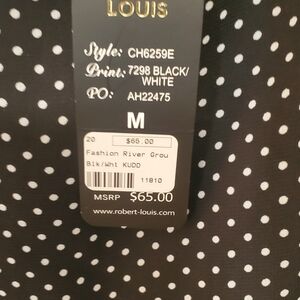 LOUIS
Style: CH6259E
Print: 7298 BLACK/
WHITE
PO: AH22475
M
20 $65.00
Fashion River Grou
Blk/Wht KUDD
11810
MSRP $65.00
www.robert-louis.com